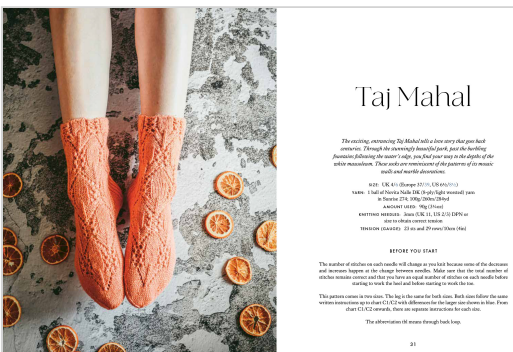 Taj Mahal
The exciting, entrancing Taj Mahal tells a love story that goes back
centuries. Through the stunningly beautiful park, past the burbling
fountains following the water's edge, you find your way to the depths of the
white mausoleum. These socks are reminiscent of the patterns of its mosaic
walls and marble decorations.
SIZE: UK 4/ (Europe 37/39, US 6½/8½)
YARN: 1 ball of Novita Nalle DK (8-ply/light worsted) yarn
in Sunrise 274; 100g/260m/284yd
AMOUNT USED: 90g (3¼oz)
KNITTING NEEDLES: 3mm (UK 11, US 2/3) DPN or
size to obtain correct tension
TENSION (GAUGE): 23 sts and 29 rows/10cm (4in)
BEFORE YOU START
The number of stitches on each needle will change as you knit because some of the decreases
and increases happen at the change between needles. Make sure that the total number of
stitches remains correct and that you have an equal number of stitches on each needle before
starting to work the heel and before starting to work the toe.
This pattern comes in two sizes. The leg is the same for both sizes. Both sizes follow the same
written instructions up to chart C1/C2 with differences for the larger size shown in blue. From
chart C1/C2 onwards, there are separate instructions for each size.
The abbreviation tbl means through back loop.
31